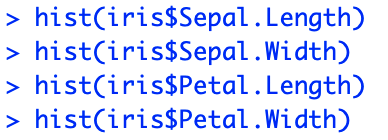 > hist(iris$Sepal.Length)
> hist(iris$Sepal.Width)
> hist(iris$Petal.Length)
> hist(iris$Petal.Width)